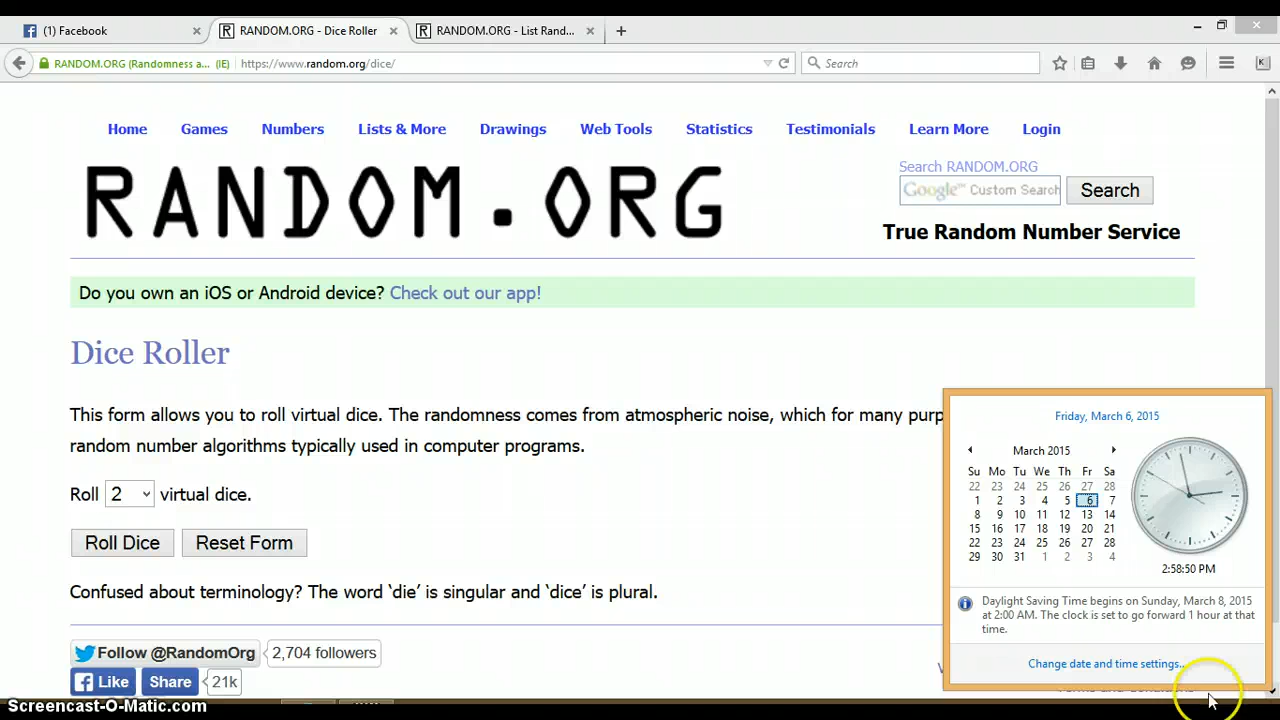 (1) Facebook
RANDOM.ORG - Dice Roller
RANDOM.ORG - List Rand...
RANDOM.ORG (Randomness a... (IE)
https://www.random.org/dice/
Search
Home Games Numbers Lists & More Drawings Web Tools Statistics Testimonials Learn More Login
RANDOM.ORG
Search RANDOM.ORG
Google™ Custom Search
Search
True Random Number Service
Do you own an iOS or Android device? Check out our app!
Dice Roller
This form allows you to roll virtual dice. The randomness comes from atmospheric noise, which for many purp
random number algorithms typically used in computer programs.
Roll 2 virtual dice.
Roll Dice Reset Form
Confused about terminology? The word ‘die’ is singular and ‘dice’ is plural.
Follow @RandomOrg 2,704 followers
Like Share 21k
Friday, March 6, 2015
March 2015
Su Mo Tu We Th Fr Sa
22 23 24 25 26 27 28
1 2 3 4 5 6 7
8 9 10 11 12 13 14
15 16 17 18 19 20 21
22 23 24 25 26 27 28
29 30 31 1 2 3 4
2:58:50 PM
Daylight Saving Time begins on Sunday, March 8, 2015
at 2:00 AM. The clock is set to go forward 1 hour at that
time.
Change date and time settings...
Screencast-O-Matic.com